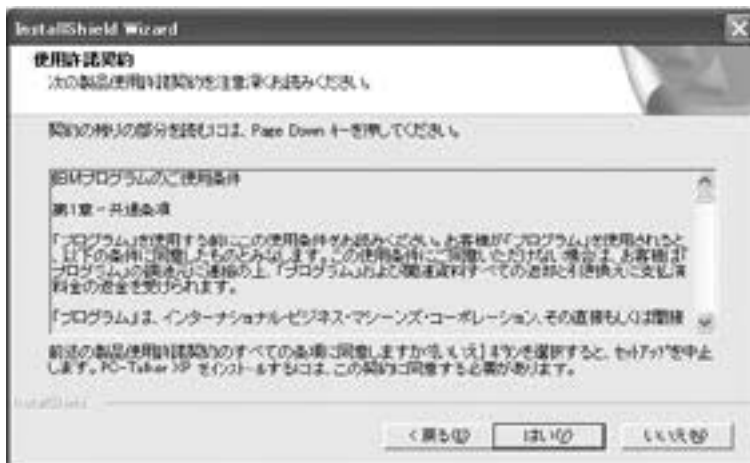 InstallShield Wizard
使用許諾契約
次の製品使用許諾契約を注意深くお読みください。
契約の残りの部分を読むには、Page Down キーを押してください。
IBMプログラムのご使用条件
第1章 - 共通条項
「プログラム」を使用する前にこの使用条件をお読みください。お客様が「プログラム」を使用されると
、以下の条件に同意したものとみなします。この使用条件にご同意いただけない場合は、お客様は「
プログラム」の調達元に連絡の上、「プログラム」および関連資料すべての返却と引き換えに支払済
料金の返金を受けられます。
「プログラム」は、インターナショナル・ビジネス・マシーンズ・コーポレーション、その直接もしくは間接
前述の製品使用許諾契約のすべての条項に同意しますか?[いいえ]ボタンを選択すると、セットアップを中止
します。PC-Talker XP をインストールするには、この契約に同意する必要があります。
InstallShield
< 戻る(B)
はい(Y)
いいえ(N)